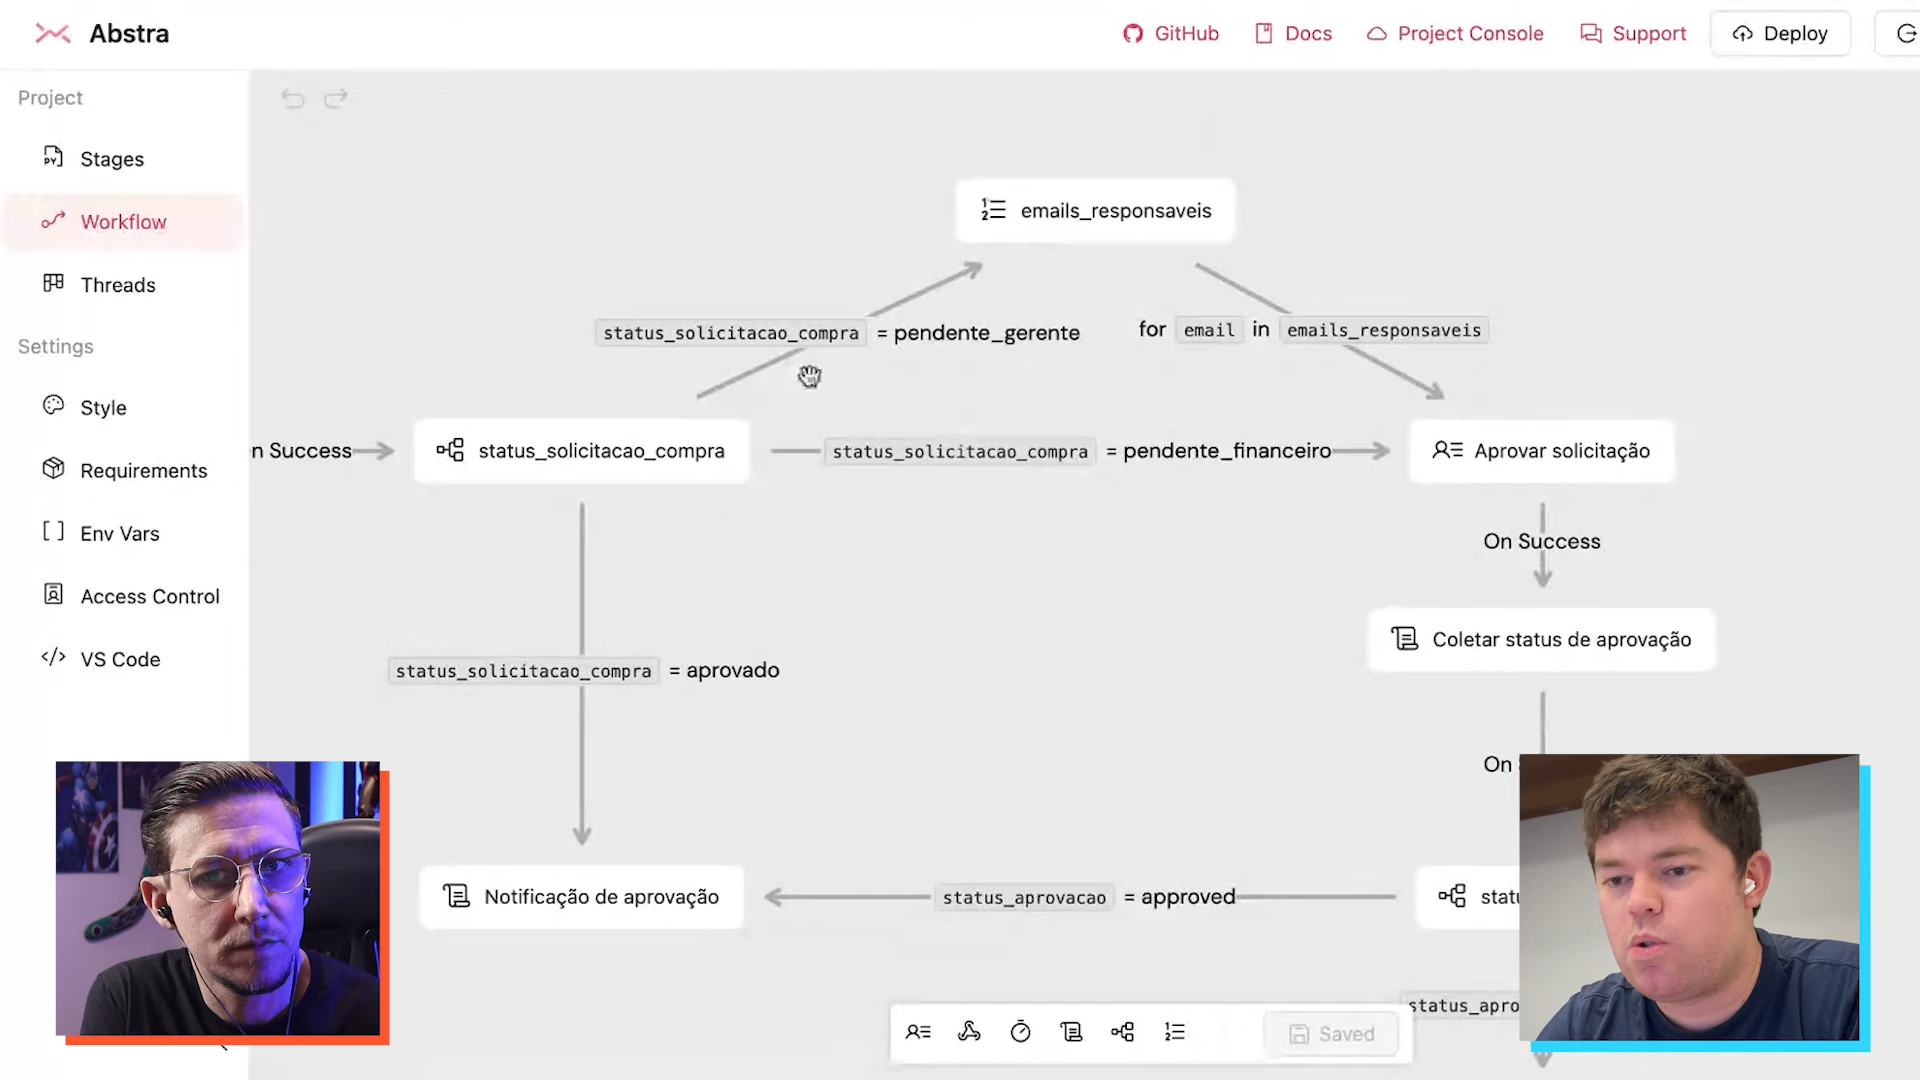 Abstra
GitHub
Docs
Project Console
Support
Deploy
Project
Stages
Workflow
Threads
Settings
Style
Requirements
Env Vars
Access Control
VS Code
emails_responsaveis
status_solicitacao_compra = pendente_gerente
for email in emails_responsaveis
n Success
status_solicitacao_compra
status_solicitacao_compra = pendente_financeiro
Aprovar solicitação
On Success
Coletar status de aprovação
status_solicitacao_compra = aprovado
On
Notificação de aprovação
status_aprovacao = approved
statu
status_apro
Saved